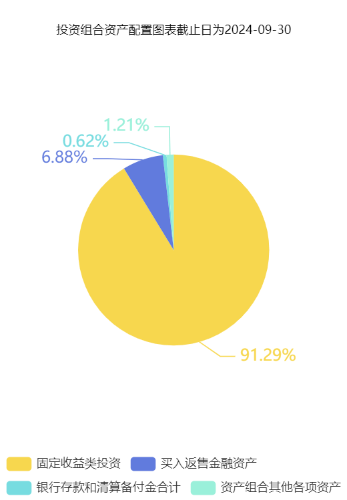 投资组合资产配置图表截止日为2024-09-30
1.21%
0.62%
6.88%
91.29%
固定收益类投资 买入返售金融资产
银行存款和清算备付金合计 资产组合其他各项资产